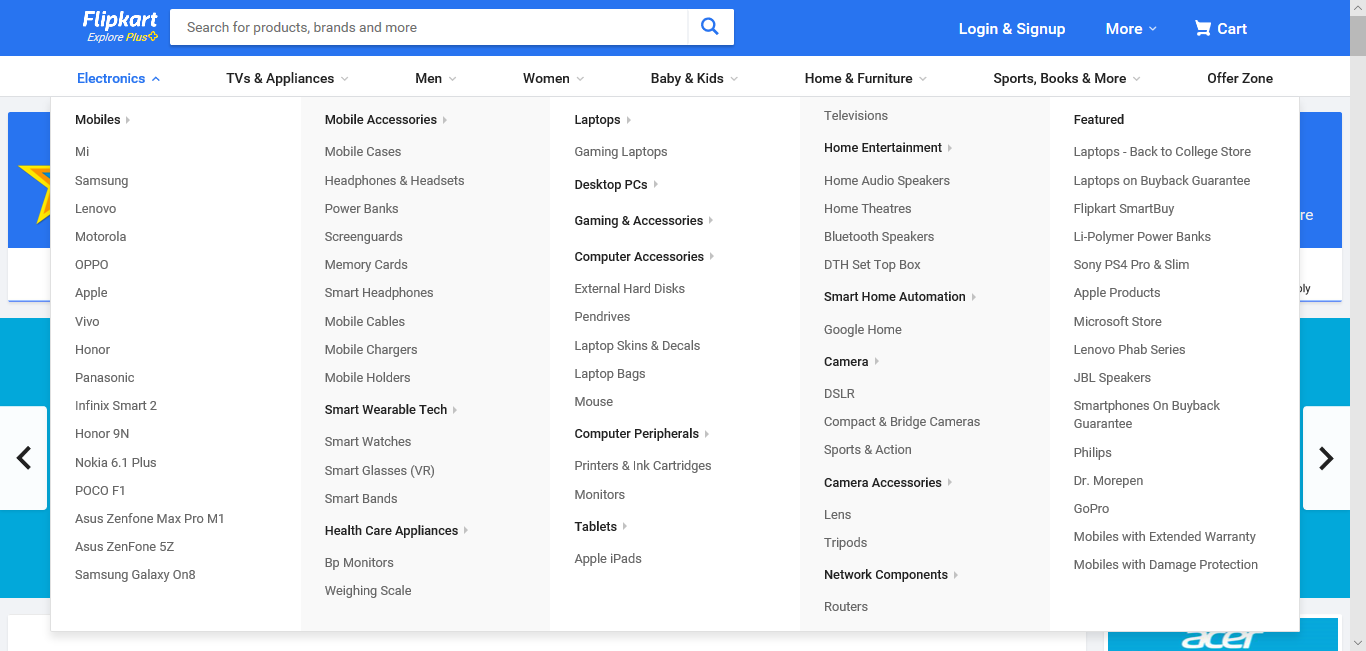 Flipkart
Explore Plus
Search for products, brands and more
Login & Signup
More
Cart
Electronics
TVs & Appliances
Men
Women
Baby & Kids
Home & Furniture
Sports, Books & More
Offer Zone
Mobiles
Mi
Samsung
Lenovo
Motorola
OPPO
Apple
Vivo
Honor
Panasonic
Infinix Smart 2
Honor 9N
Nokia 6.1 Plus
POCO F1
Asus Zenfone Max Pro M1
Asus ZenFone 5Z
Samsung Galaxy On8
Mobile Accessories
Mobile Cases
Headphones & Headsets
Power Banks
Screenguards
Memory Cards
Smart Headphones
Mobile Cables
Mobile Chargers
Mobile Holders
Smart Wearable Tech
Smart Watches
Smart Glasses (VR)
Smart Bands
Health Care Appliances
Bp Monitors
Weighing Scale
Laptops
Gaming Laptops
Desktop PCs
Gaming & Accessories
Computer Accessories
External Hard Disks
Pendrives
Laptop Skins & Decals
Laptop Bags
Mouse
Computer Peripherals
Printers & Ink Cartridges
Monitors
Tablets
Apple iPads
Televisions
Home Entertainment
Home Audio Speakers
Home Theatres
Bluetooth Speakers
DTH Set Top Box
Smart Home Automation
Google Home
Camera
DSLR
Compact & Bridge Cameras
Sports & Action
Camera Accessories
Lens
Tripods
Network Components
Routers
Featured
Laptops - Back to College Store
Laptops on Buyback Guarantee
Flipkart SmartBuy
Li-Polymer Power Banks
Sony PS4 Pro & Slim
Apple Products
Microsoft Store
Lenovo Phab Series
JBL Speakers
Smartphones On Buyback
Guarantee
Philips
Dr. Morepen
GoPro
Mobiles with Extended Warranty
Mobiles with Damage Protection
acer